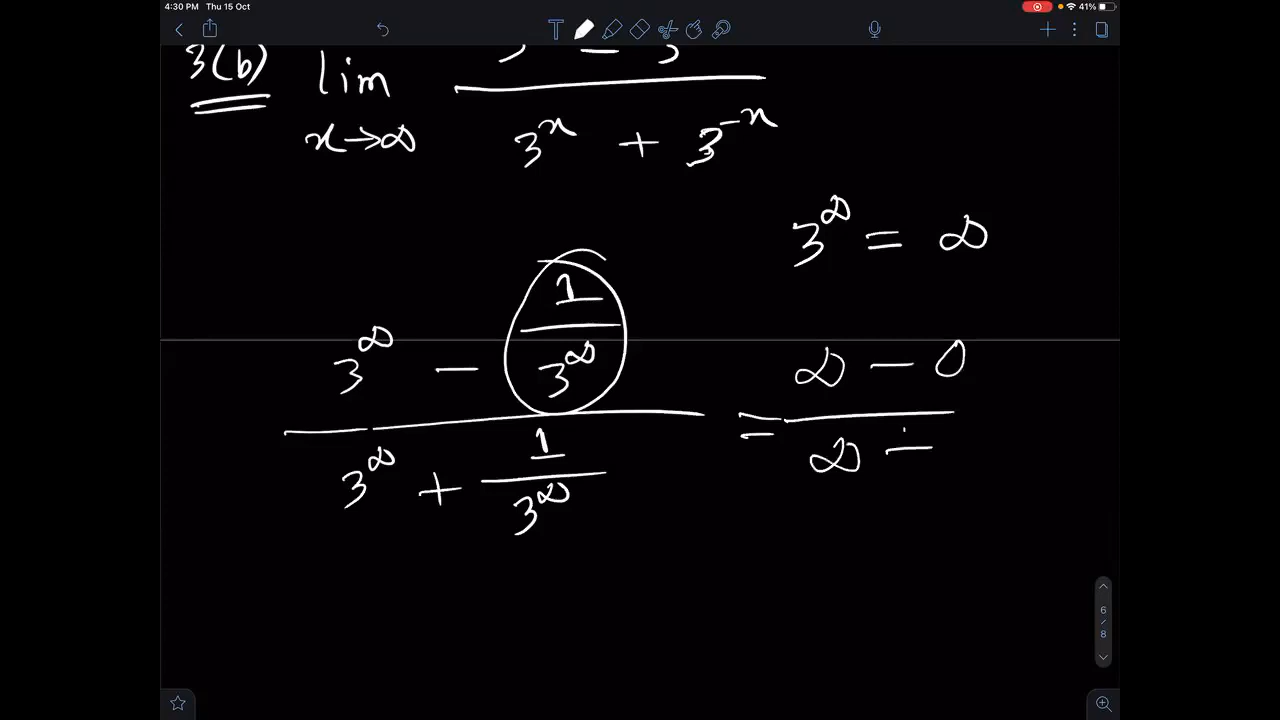 4:30 PM Thu 15 Oct
41%
3(b) lim
x→∞
3^x + 3^-x
3^∞ = ∞
1
3^∞ - 3^∞ ∞ - 0
=
3^∞ + 1 ∞ +
3^∞
6
/
8